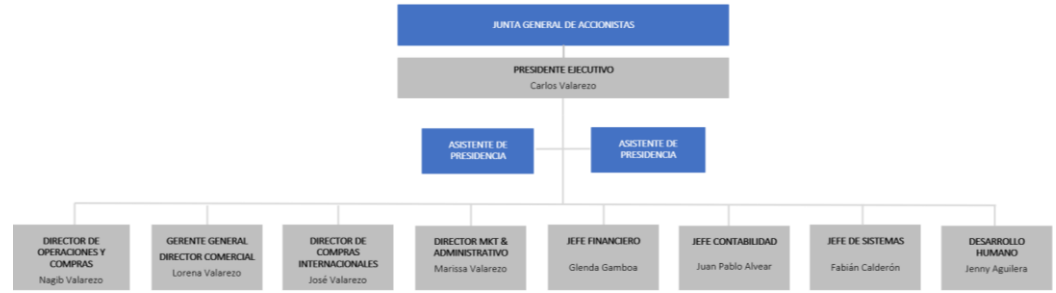 JUNTA GENERAL DE ACCIONISTAS
PRESIDENTE EJECUTIVO
Carlos Valarezo
ASISTENTE DE
PRESIDENCIA
ASISTENTE DE
PRESIDENCIA
DIRECTOR DE
OPERACIONES Y
COMPRAS
Nagib Valarezo
GERENTE GENERAL
DIRECTOR COMERCIAL
Lorena Valarezo
DIRECTOR DE
COMPRAS
INTERNACIONALES
José Valarezo
DIRECTOR MKT &
ADMINISTRATIVO
Marissa Valarezo
JEFE FINANCIERO
Glenda Gamboa
JEFE CONTABILIDAD
Juan Pablo Alvear
JEFE DE SISTEMAS
Fabián Calderón
DESARROLLO
HUMANO
Jenny Aguilera